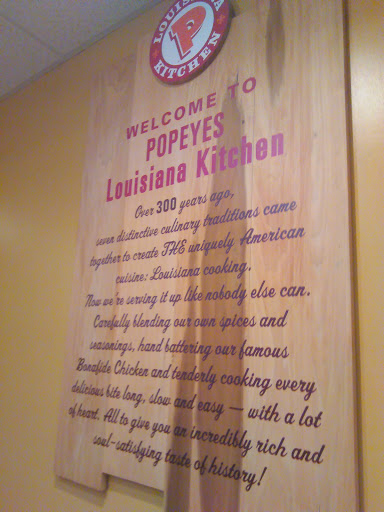 LOUISIANA
P
KITCHEN
WELCOME TO
POPEYES
Louisiana Kitchen
Over 300 years ago,
seven distinctive culinary traditions came
together to create THE uniquely American
cuisine: Louisiana cooking.
Now we're serving it up like nobody else can.
Carefully blending our own spices and
seasonings, hand battering our famous
Bonafide Chicken and tenderly cooking every
delicious bite long, slow and easy — with a lot
of heart. All to give you an incredibly rich and
soul-satisfying taste of history!